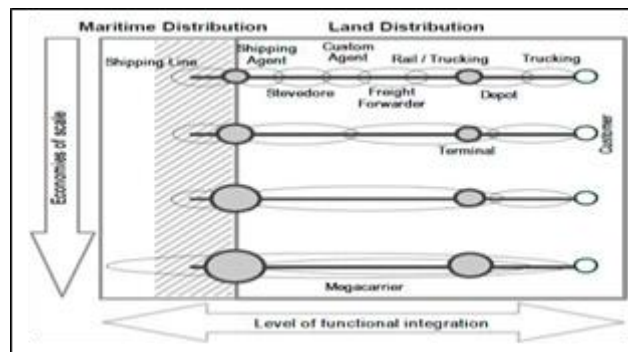 Maritime Distribution
Land Distribution
Shipping Line
Shipping
Agent
Custom
Agent
Rail / Trucking
Trucking
Stevedore
Freight
Forwarder
Depot
Terminal
Customer
Economies of scale
Megacarrier
Level of functional integration